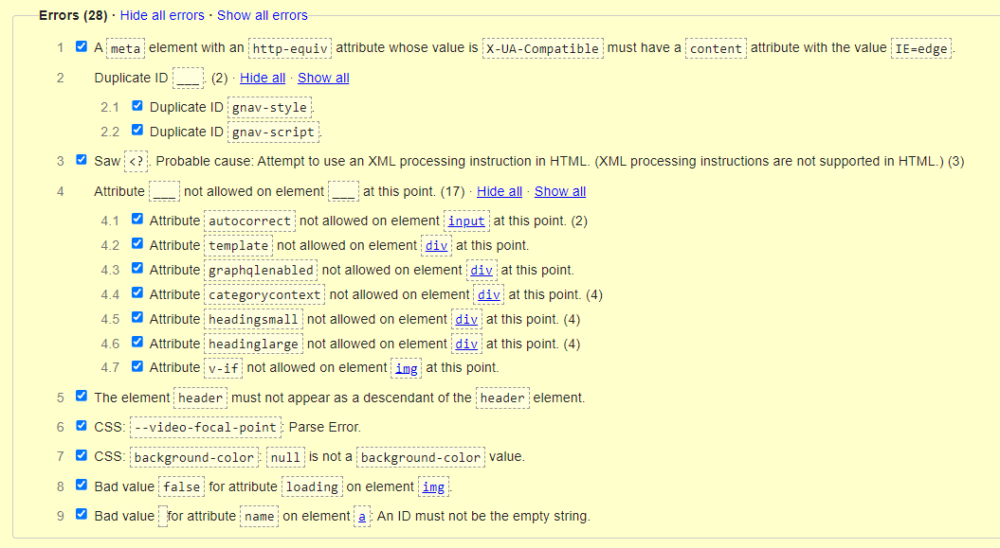 Errors (28) · Hide all errors · Show all errors
1 A meta element with an http-equiv attribute whose value is X-UA-Compatible must have a content attribute with the value IE=edge.
2 Duplicate ID ___. (2) · Hide all · Show all
2.1 Duplicate ID gnav-style.
2.2 Duplicate ID gnav-script.
3 Saw <?. Probable cause: Attempt to use an XML processing instruction in HTML. (XML processing instructions are not supported in HTML.) (3)
4 Attribute ___ not allowed on element ___ at this point. (17) · Hide all · Show all
4.1 Attribute autocorrect not allowed on element input at this point. (2)
4.2 Attribute template not allowed on element div at this point.
4.3 Attribute graphqlenabled not allowed on element div at this point.
4.4 Attribute categorycontext not allowed on element div at this point. (4)
4.5 Attribute headingsmall not allowed on element div at this point. (4)
4.6 Attribute headinglarge not allowed on element div at this point. (4)
4.7 Attribute v-if not allowed on element img at this point.
5 The element header must not appear as a descendant of the header element.
6 CSS: --video-focal-point: Parse Error.
7 CSS: background-color: null is not a background-color value.
8 Bad value false for attribute loading on element img.
9 Bad value for attribute name on element a: An ID must not be the empty string.